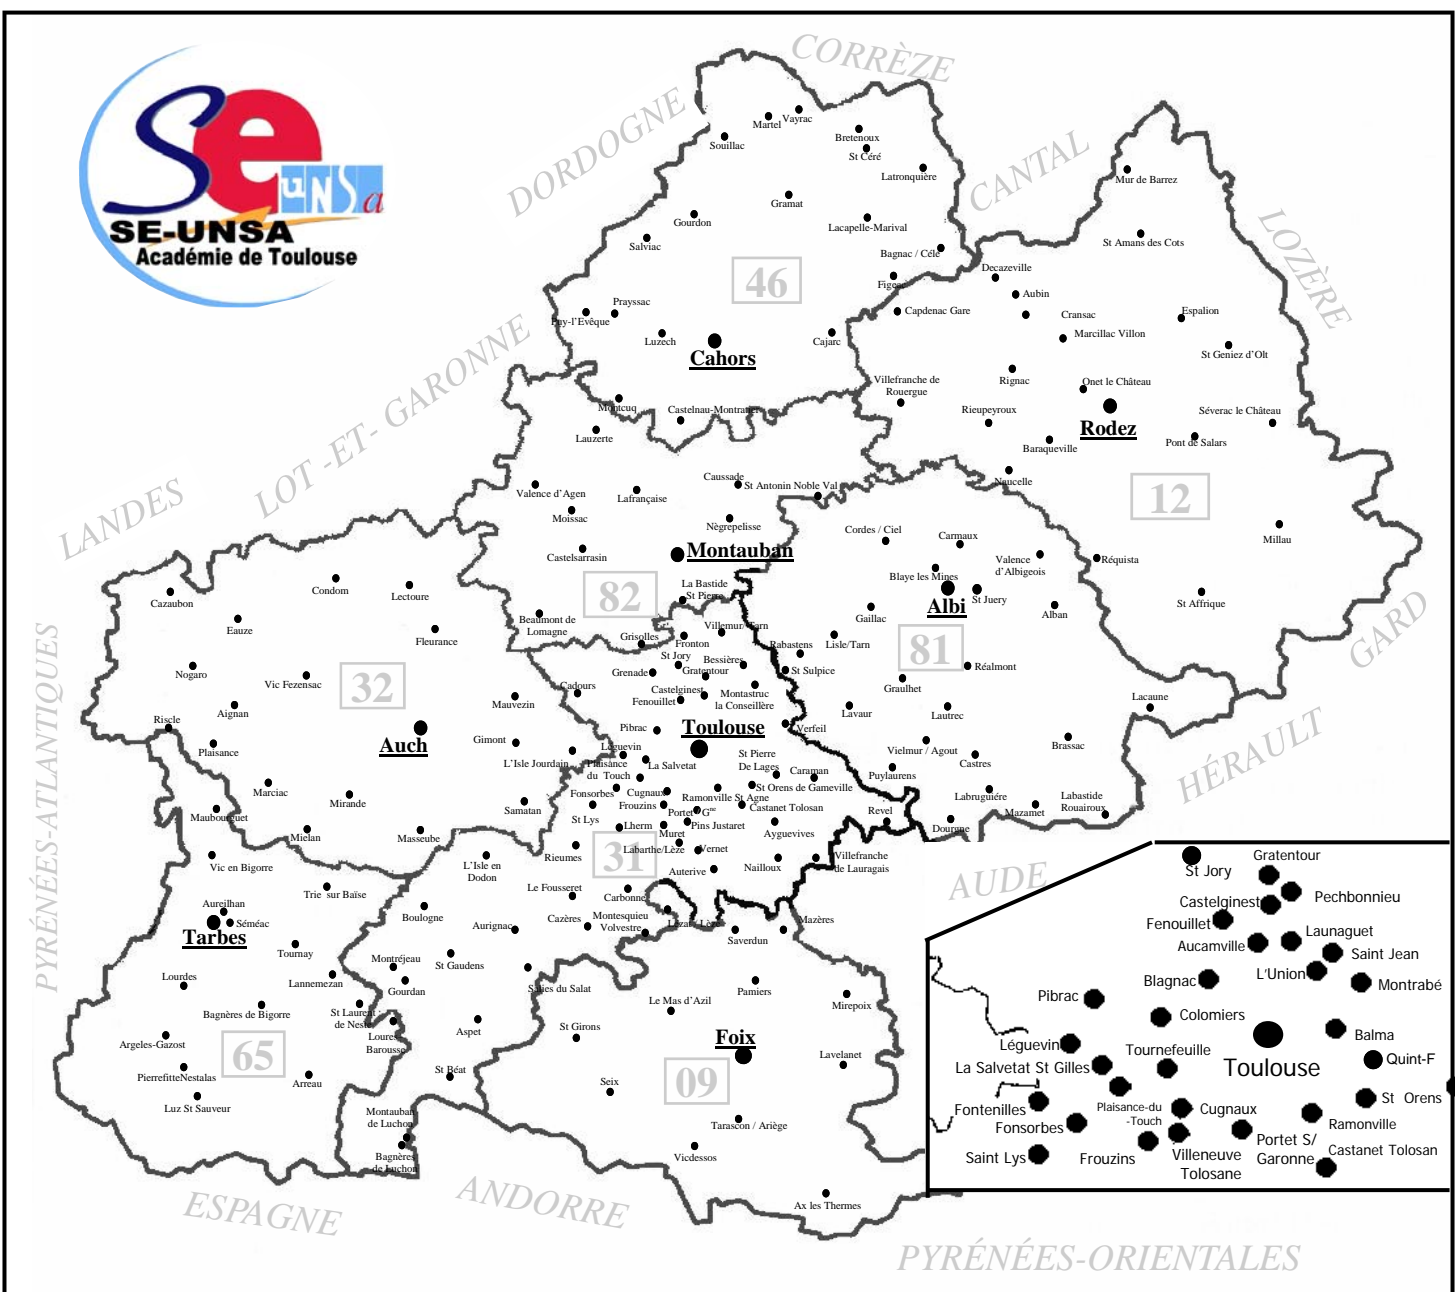 Se
UNSa
SE-UNSA
Académie de Toulouse
CORRÈZE
DORDOGNE
CANTAL
LOZÈRE
LOT -ET- GARONNE
LANDES
GARD
PYRÉNÉES-ATLANTIQUES
HÉRAULT
AUDE
ESPAGNE
ANDORRE
PYRÉNÉES-ORIENTALES
46
Vayrac
Martel
Souillac
Bretenoux
St Céré
Latronquière
Gramat
Gourdon
Salviac
Lacapelle-Marival
Bagnac / Célé
Figeac
Prayssac
Puy-l'Evêque
Luzech
Cahors
Cajarc
Montcuq
Castelnau-Montratier
12
Mur de Barrez
St Amans des Cots
Decazeville
Aubin
Capdenac Gare
Cransac
Espalion
Marcillac Villon
St Geniez d'Olt
Villefranche de
Rouergue
Rignac
Onet le Château
Rieupeyroux
Rodez
Séverac le Château
Baraqueville
Pont de Salars
Naucelle
Millau
Réquista
St Affrique
82
Lauzerte
Valence d'Agen
Lafrançaise
Caussade
St Antonin Noble Val
Moissac
Nègrepelisse
Castelsarrasin
Montauban
La Bastide
St Pierre
Beaumont de
Lomagne
Grisolles
81
Cordes / Ciel
Carmaux
Valence
d'Albigeois
Blaye les Mines
St Juery
Albi
Alban
Gaillac
Lisle/Tarn
Rabastens
St Sulpice
Réalmont
Graulhet
Lacaune
Lavaur
Lautrec
Vielmur / Agout
Brassac
Castres
Puylaurens
Labruguiére
Mazamet
Labastide
Rouairoux
Dourgne
32
Condom
Lectoure
Cazaubon
Eauze
Fleurance
Nogaro
Vic Fezensac
Aignan
Mauvezin
Riscle
Auch
Plaisance
Gimont
L'Isle Jourdain
Marciac
Mirande
Samatan
Mielan
Masseube
31
Villemur/Tarn
Fronton
St Jory
Bessières
Grenade
Gratentour
Cadours
Castelginest
Fenouillet
Montastruc
la Conseillère
Pibrac
Toulouse
Verfeil
Léguevin
La Salvetat
Plaisance
du Touch
St Pierre
De Lages
Caraman
Fonsorbes
Cugnaux
St Orens de Gameville
Ramonville St Agne
Frouzins
Castanet Tolosan
Portet G ne
St Lys
Lherm
Muret
Pins Justaret
Ayguevives
Revel
Labarthe/Lèze
Vernet
Rieumes
Auterive
Nailloux
Villefranche
de Lauragais
L'Isle en
Dodon
Le Fousseret
Carbonne
Boulogne
Cazères
Montesquieu
Volvestre
Aurignac
St Gaudens
Montréjeau
Gourdan
Salies du Salat
Aspet
St Béat
Montauban
de Luchon
Bagnères
de Luchon
65
Maubourguet
Vic en Bigorre
Trie sur Baïse
Aureilhan
Séméac
Tarbes
Tournay
Lourdes
Lannemezan
Bagnères de Bigorre
St Laurent
de Neste
Loures
Barousse
Argeles-Gazost
PierrefitteNestalas
Arreau
Luz St Sauveur
09
Lézat / Lèze
Mazères
Saverdun
Pamiers
Le Mas d'Azil
Mirepoix
St Girons
Foix
Lavelanet
Seix
Tarascon / Ariège
Vicdessos
Ax les Thermes
St Jory
Gratentour
Castelginest
Pechbonnieu
Fenouillet
Launaguet
Aucamville
Saint Jean
L'Union
Blagnac
Montrabé
Pibrac
Colomiers
Balma
Léguevin
Tournefeuille
Toulouse
Quint-F
La Salvetat St Gilles
Fontenilles
Plaisance-du
-Touch
Cugnaux
St Orens
Fonsorbes
Ramonville
Saint Lys
Frouzins
Villeneuve
Tolosane
Portet S/
Garonne
Castanet Tolosan